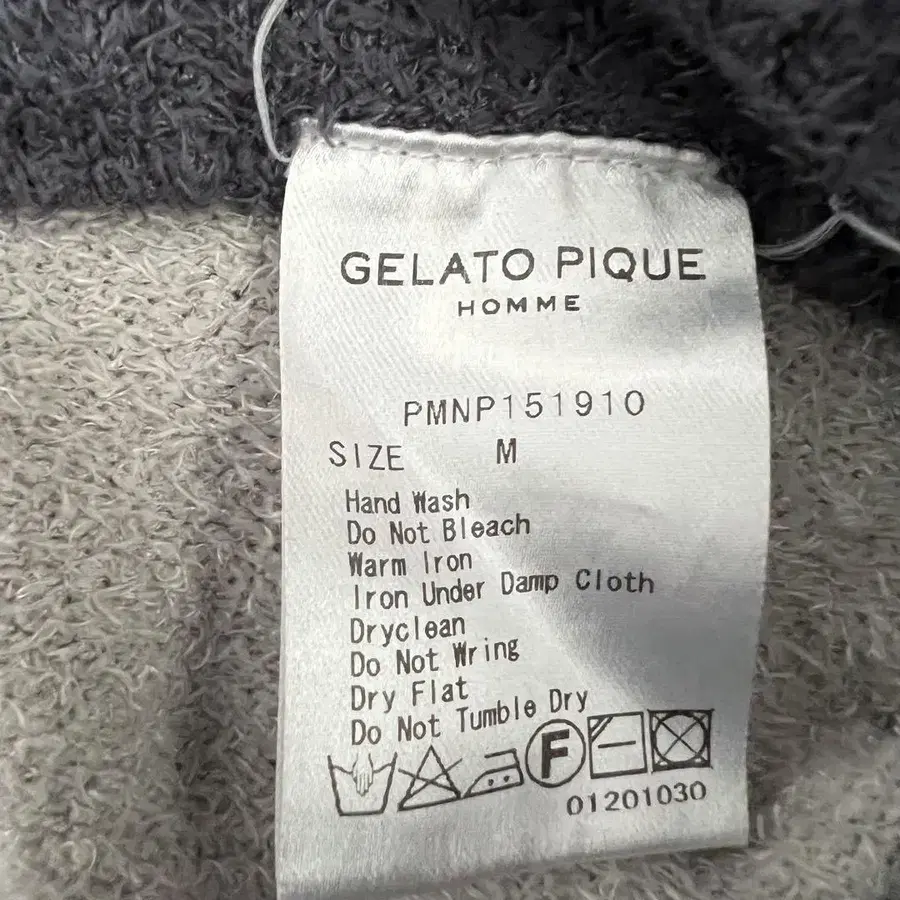 GELATO PIQUE
HOMME
PMNP151910
SIZE M
Hand Wash
Do Not Bleach
Warm Iron
Iron Under Damp Cloth
Dryclean
Do Not Wring
Dry Flat
Do Not Tumble Dry
F
01201030